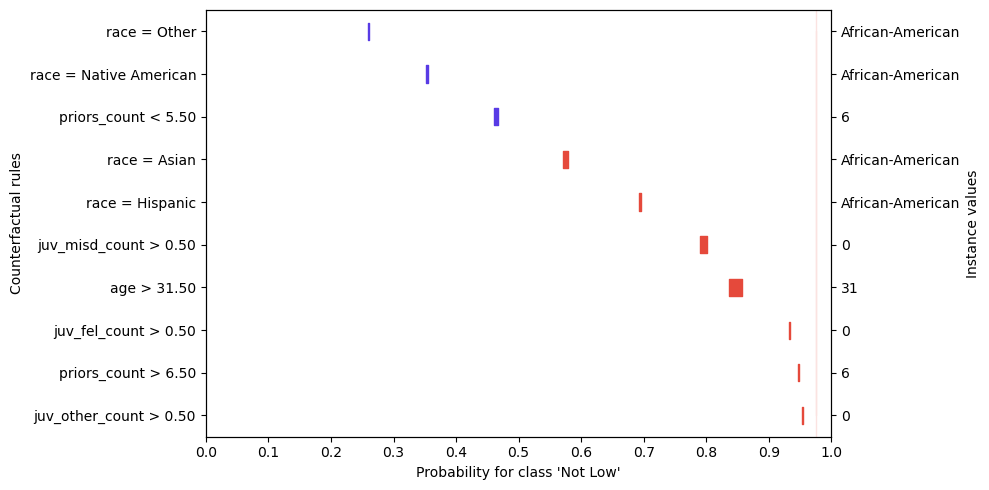 race = Other African-American
race = Native American African-American
priors_count < 5.50 6
race = Asian African-American
race = Hispanic African-American
juv_misd_count > 0.50 0
age > 31.50 31
juv_fel_count > 0.50 0
priors_count > 6.50 6
juv_other_count > 0.50 0
Counterfactual rules
Instance values
0.0 0.1 0.2 0.3 0.4 0.5 0.6 0.7 0.8 0.9 1.0
Probability for class 'Not Low'